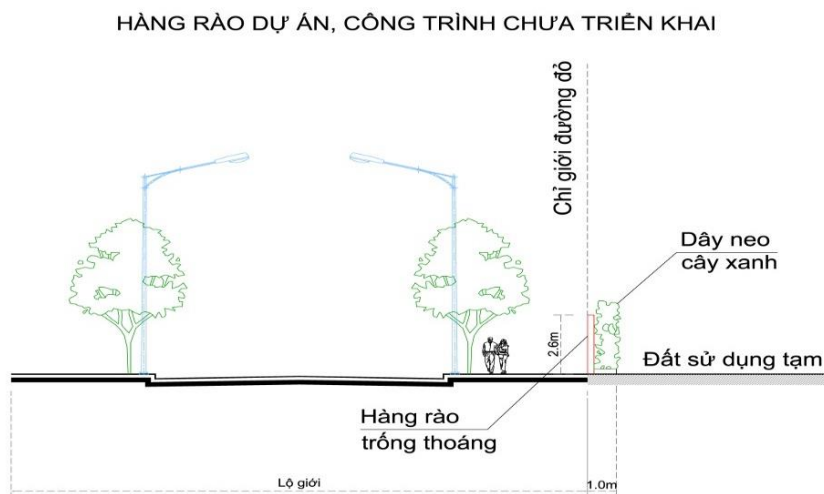 HÀNG RÀO DỰ ÁN, CÔNG TRÌNH CHƯA TRIỂN KHAI
Chỉ giới đường đỏ
Dây neo
cây xanh
2.6m
Đất sử dụng tạm
Hàng rào
trống thoáng
Lộ giới
1.0m